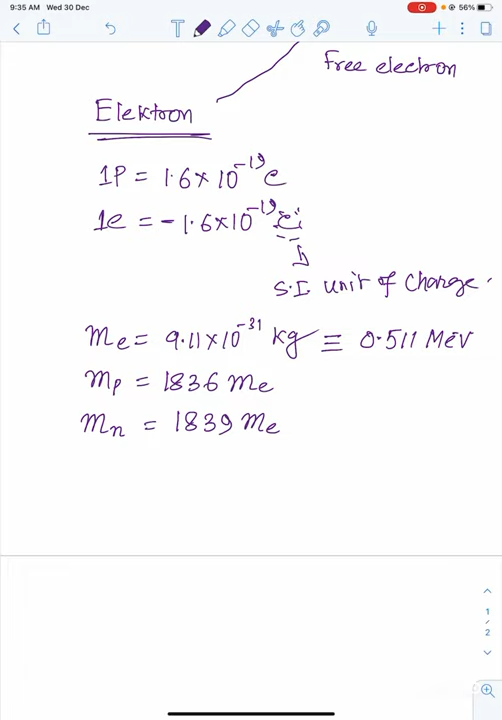 9:35 AM Wed 30 Dec
56%
Free electron
Elektron
1P = 1.6 × 10⁻¹⁹ C
1e = - 1.6 × 10⁻¹⁹ C
S.I unit of charge.
me = 9.11 × 10⁻³¹ kg ≡ 0.511 MeV
mp = 1836 me
mn = 1839 me
1
/
2